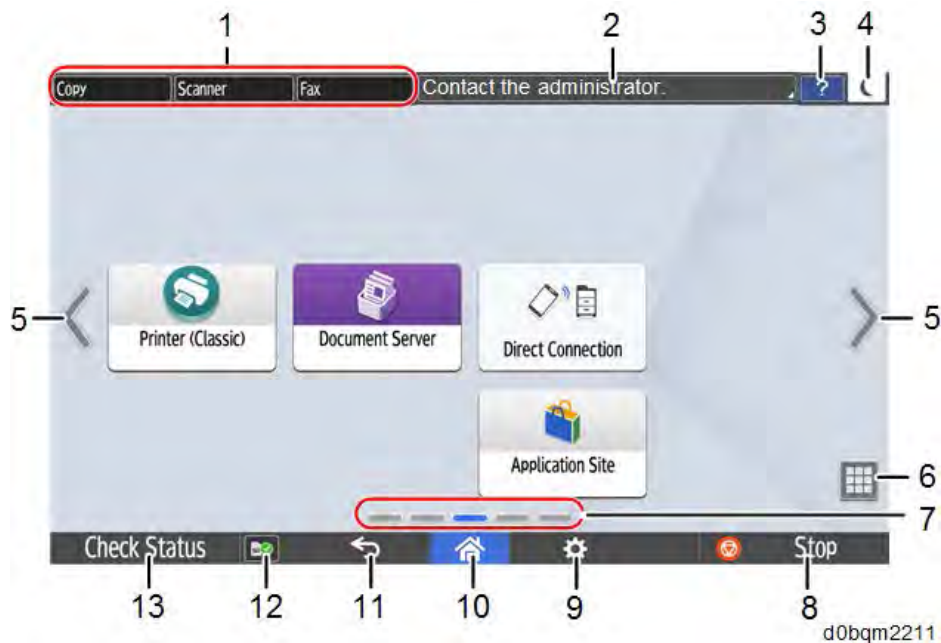 1 2 3 4
Copy Scanner Fax Contact the administrator. ?
5 5
Printer (Classic) Document Server Direct Connection
Application Site
6
7
Check Status Stop
13 12 11 10 9 8
d0bqm2211